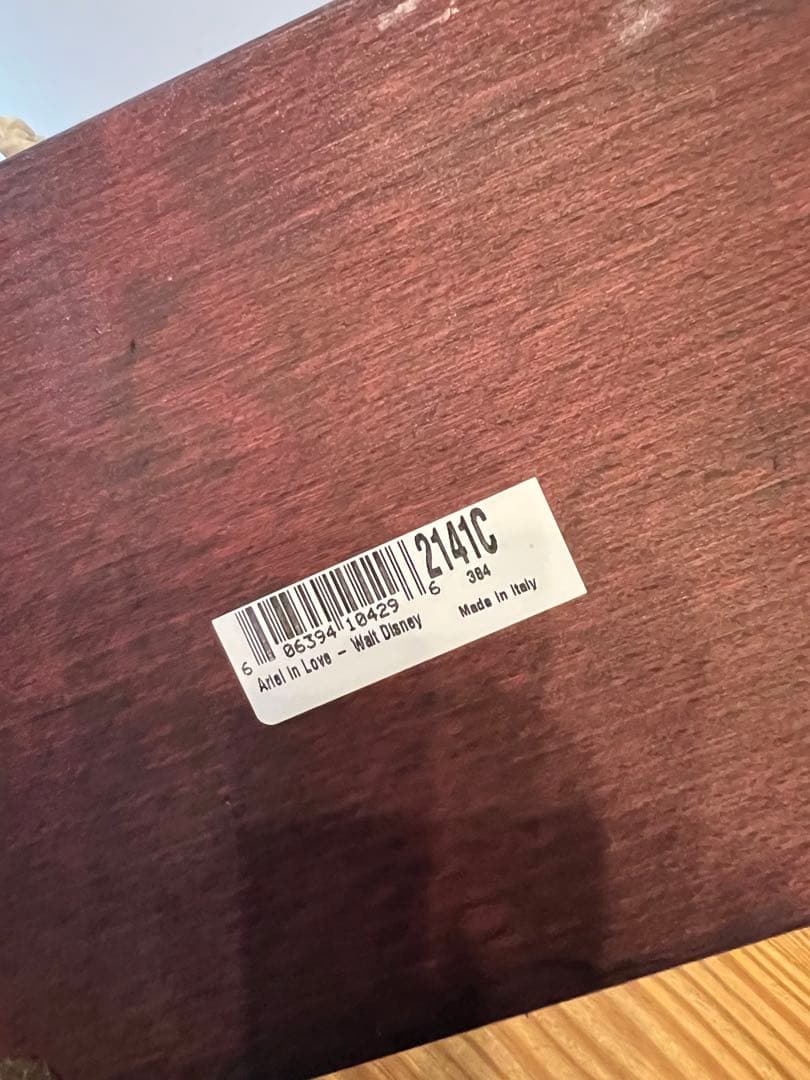 2141C
384
6 06394 10429 6
Ariel in Love - Walt Disney
Made in Italy